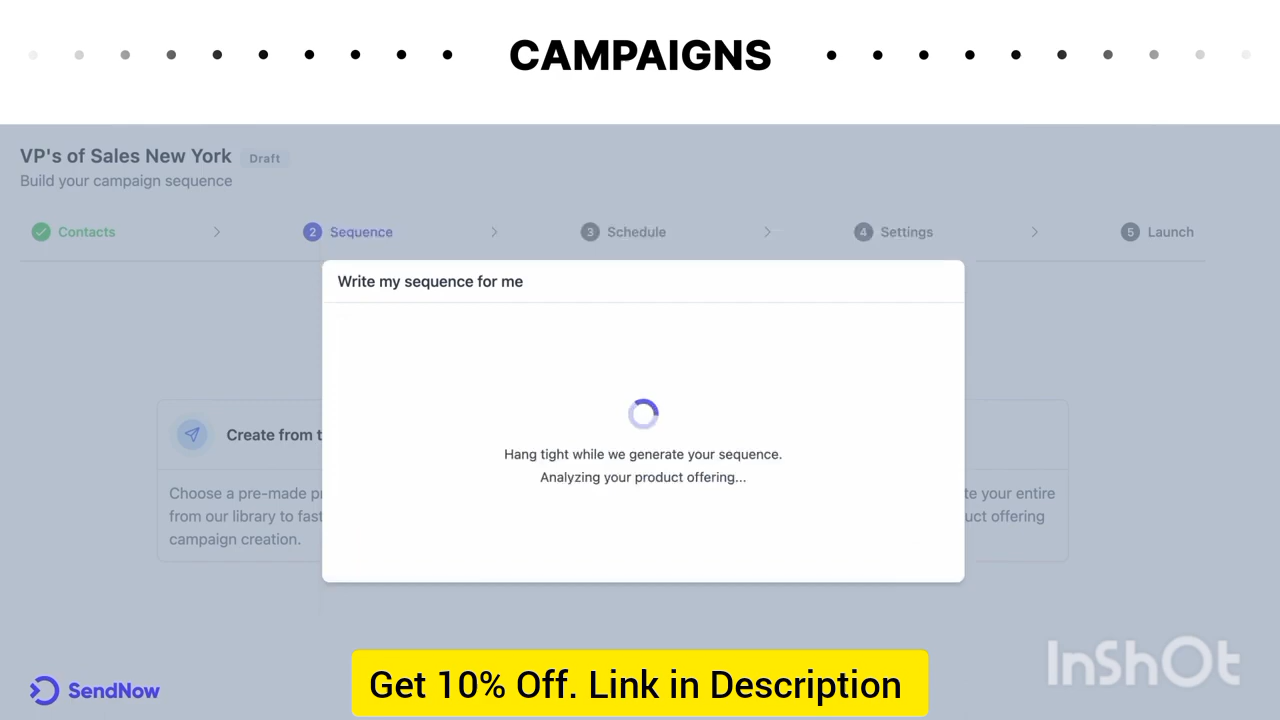 CAMPAIGNS
VP's of Sales New York
Draft
Build your campaign sequence
Contacts
2 Sequence
3 Schedule
4 Settings
5 Launch
Write my sequence for me
Hang tight while we generate your sequence.
Analyzing your product offering...
Create from t
Choose a pre-made p
from our library to fast
campaign creation.
te your entire
uct offering
SendNow
Get 10% Off. Link in Description
InShOt